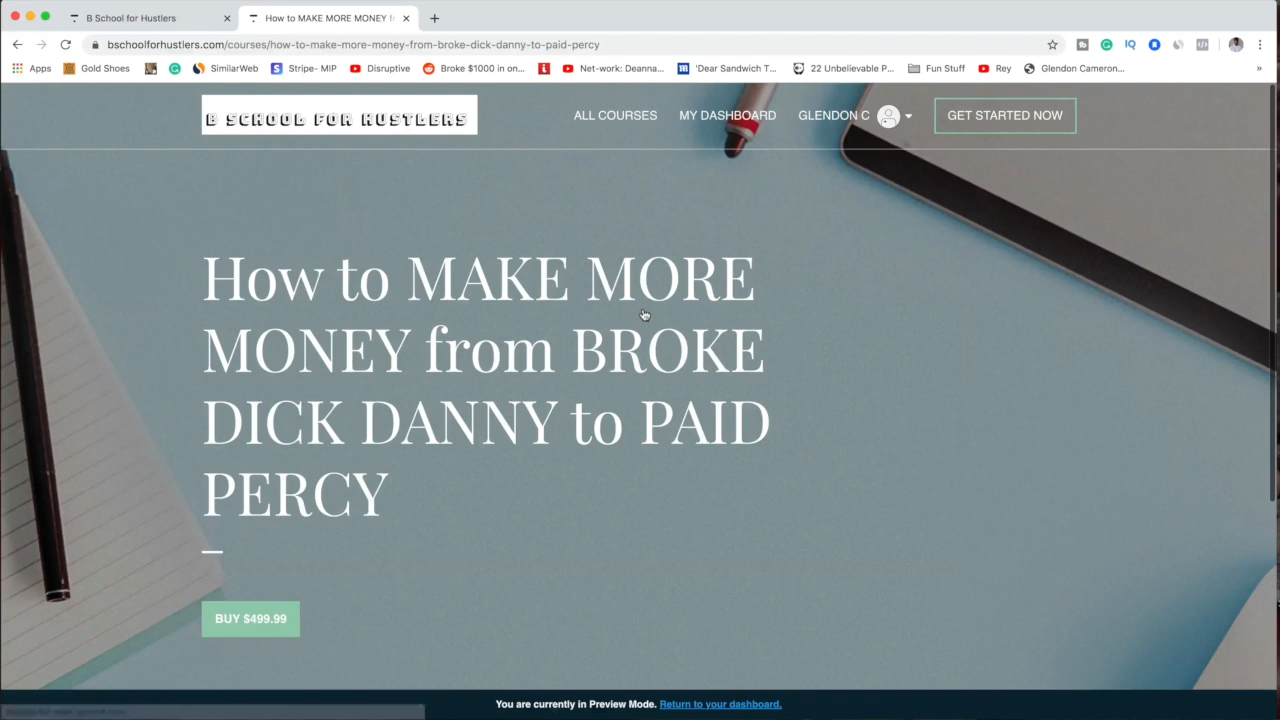 B School for Hustlers
How to MAKE MORE MONEY f
bschoolforhustlers.com/courses/how-to-make-more-money-from-broke-dick-danny-to-paid-percy
Apps Gold Shoes SimilarWeb Stripe- MIP Disruptive Broke $1000 in on... Net-work: Deanna... 'Dear Sandwich T... 22 Unbelievable P... Fun Stuff Rey Glendon Cameron... »
B SCHOOL FOR HUSTLERS
ALL COURSES MY DASHBOARD GLENDON C GET STARTED NOW
How to MAKE MORE
MONEY from BROKE
DICK DANNY to PAID
PERCY
BUY $499.99
You are currently in Preview Mode. Return to your dashboard.